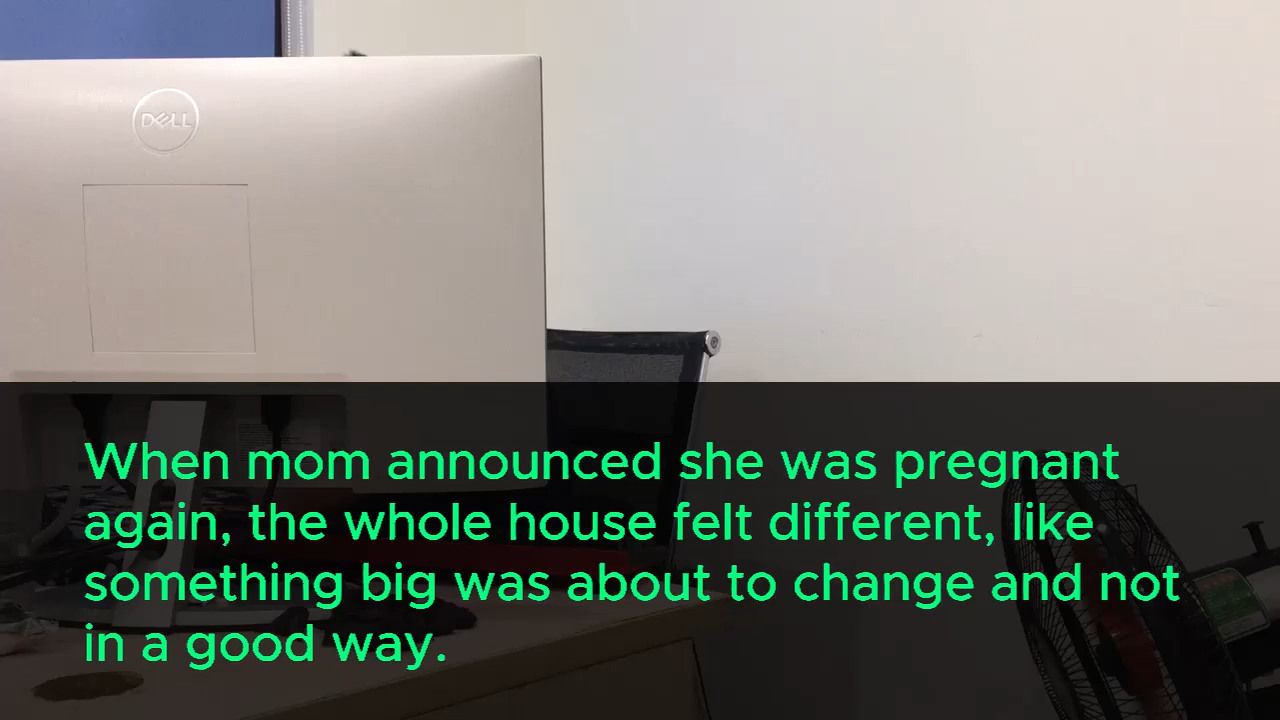 DELL
When mom announced she was pregnant
again, the whole house felt different, like
something big was about to change and not
in a good way.